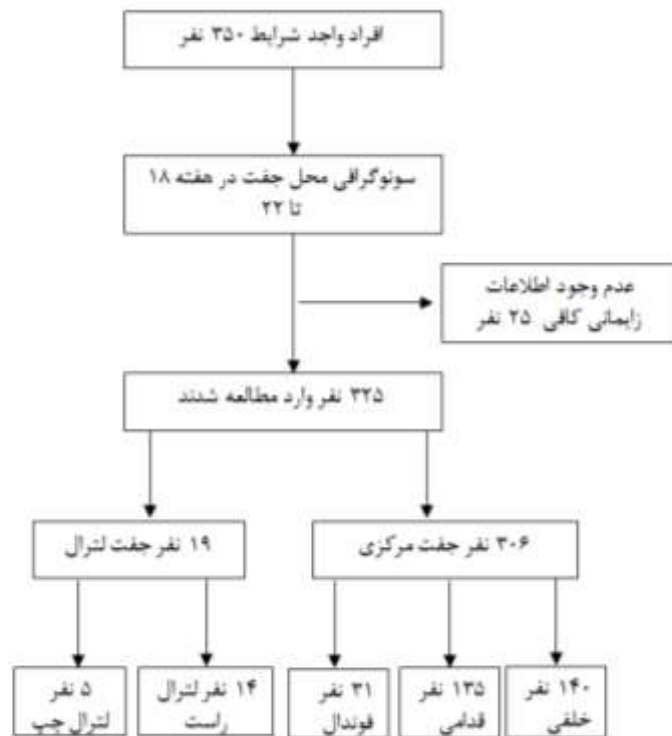 افراد واجد شرایط ۳۵۰ نفر
سونوگرافی محل جفت در هفته ۱۸
تا ۲۲
عدم وجود اطلاعات
زایمانی کافی ۲۵ نفر
۳۲۵ نفر وارد مطالعه شدند
۳۰۶ نفر جفت مرکزی
۱۹ نفر جفت لترال
۱۴۰ نفر
خلفی
۱۳۵ نفر
قدامی
۳۱ نفر
فوندال
۱۴ نفر لترال
راست
۵ نفر
لترال چپ